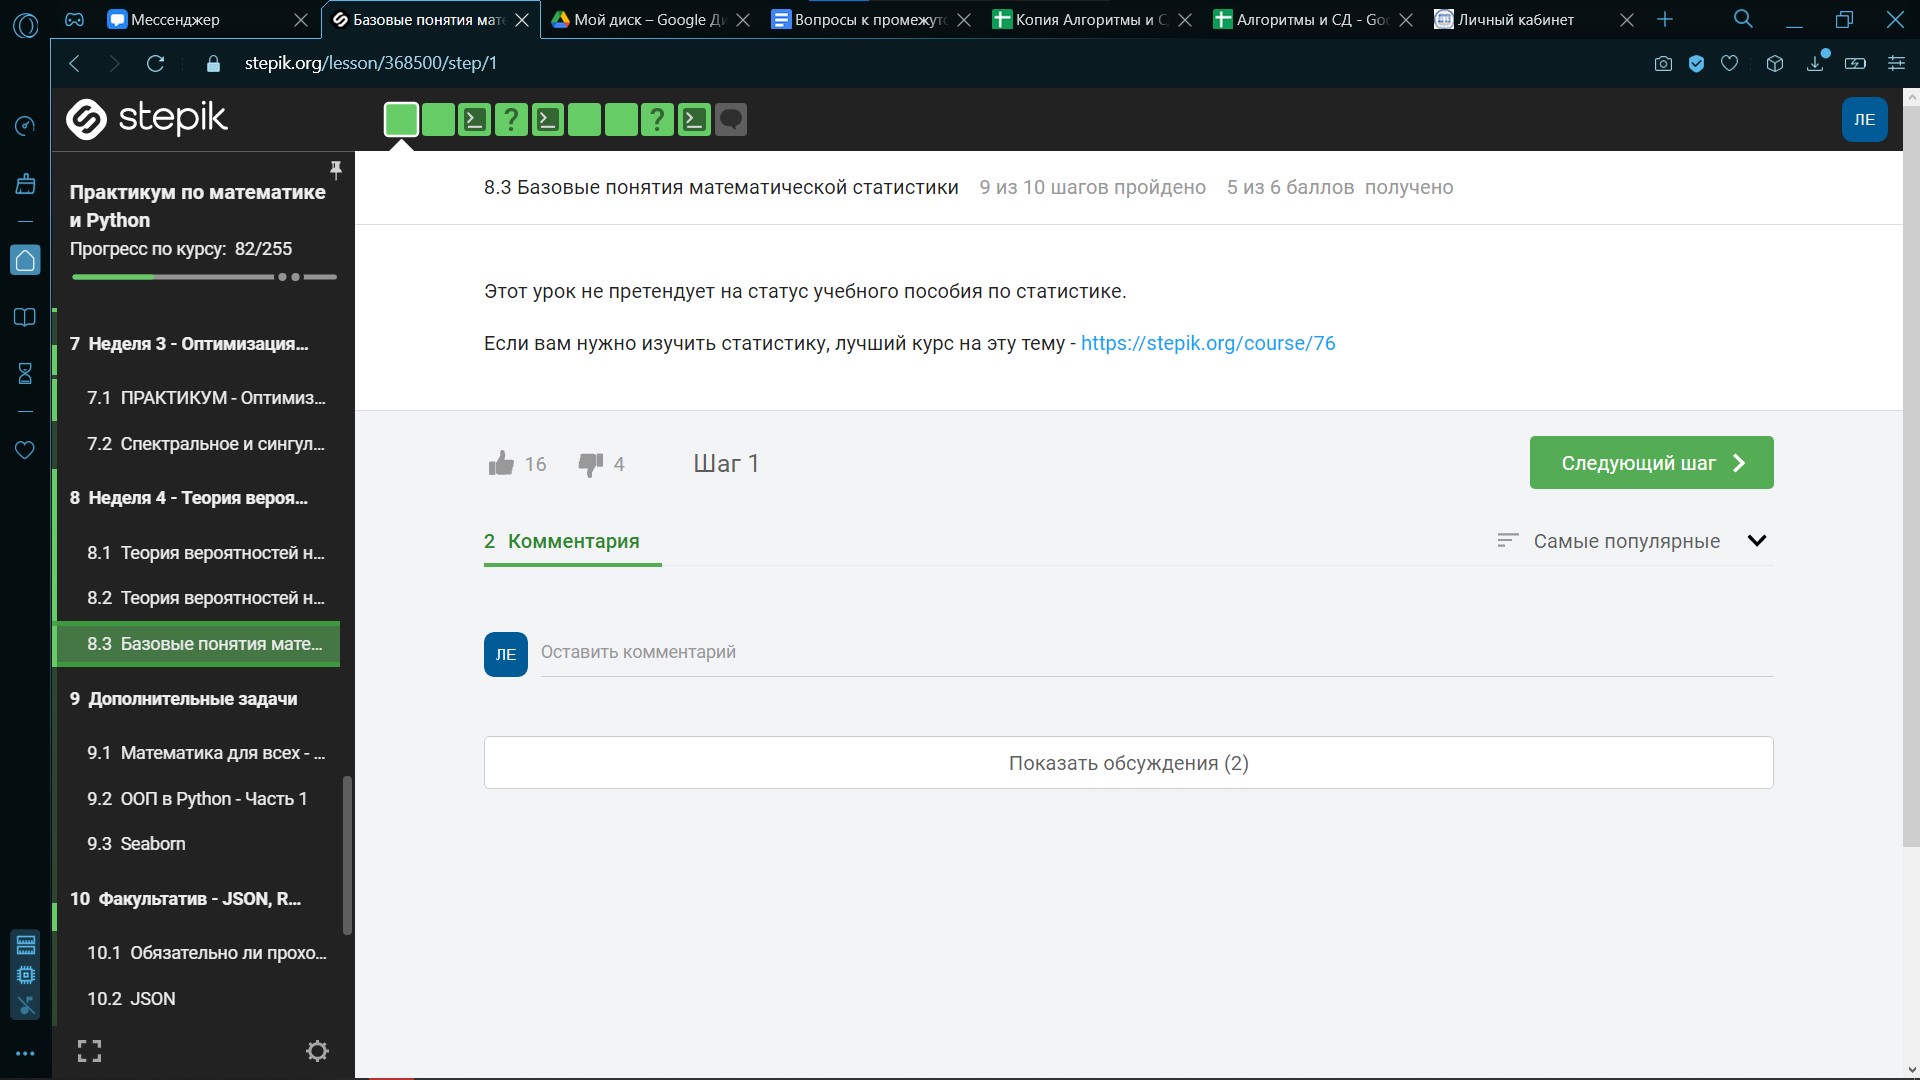 Мессенджер
Базовые понятия мате
Мой диск – Google Ди
Вопросы к промежуто
Копия Алгоритмы и С
Алгоритмы и СД - Goo
Личный кабинет
stepik.org/lesson/368500/step/1
stepik
ЛЕ
Практикум по математике
и Python
Прогресс по курсу: 82/255
7 Неделя 3 - Оптимизация...
7.1 ПРАКТИКУМ - Оптимиз...
7.2 Спектральное и сингул...
8 Неделя 4 - Теория вероя...
8.1 Теория вероятностей н...
8.2 Теория вероятностей н...
8.3 Базовые понятия мате...
9 Дополнительные задачи
9.1 Математика для всех - ...
9.2 ООП в Python - Часть 1
9.3 Seaborn
10 Факультатив - JSON, R...
10.1 Обязательно ли прохо...
10.2 JSON
8.3 Базовые понятия математической статистики 9 из 10 шагов пройдено 5 из 6 баллов получено
Этот урок не претендует на статус учебного пособия по статистике.
Если вам нужно изучить статистику, лучший курс на эту тему - https://stepik.org/course/76
16 4 Шаг 1
Следующий шаг
2 Комментария
Самые популярные
ЛЕ
Оставить комментарий
Показать обсуждения (2)